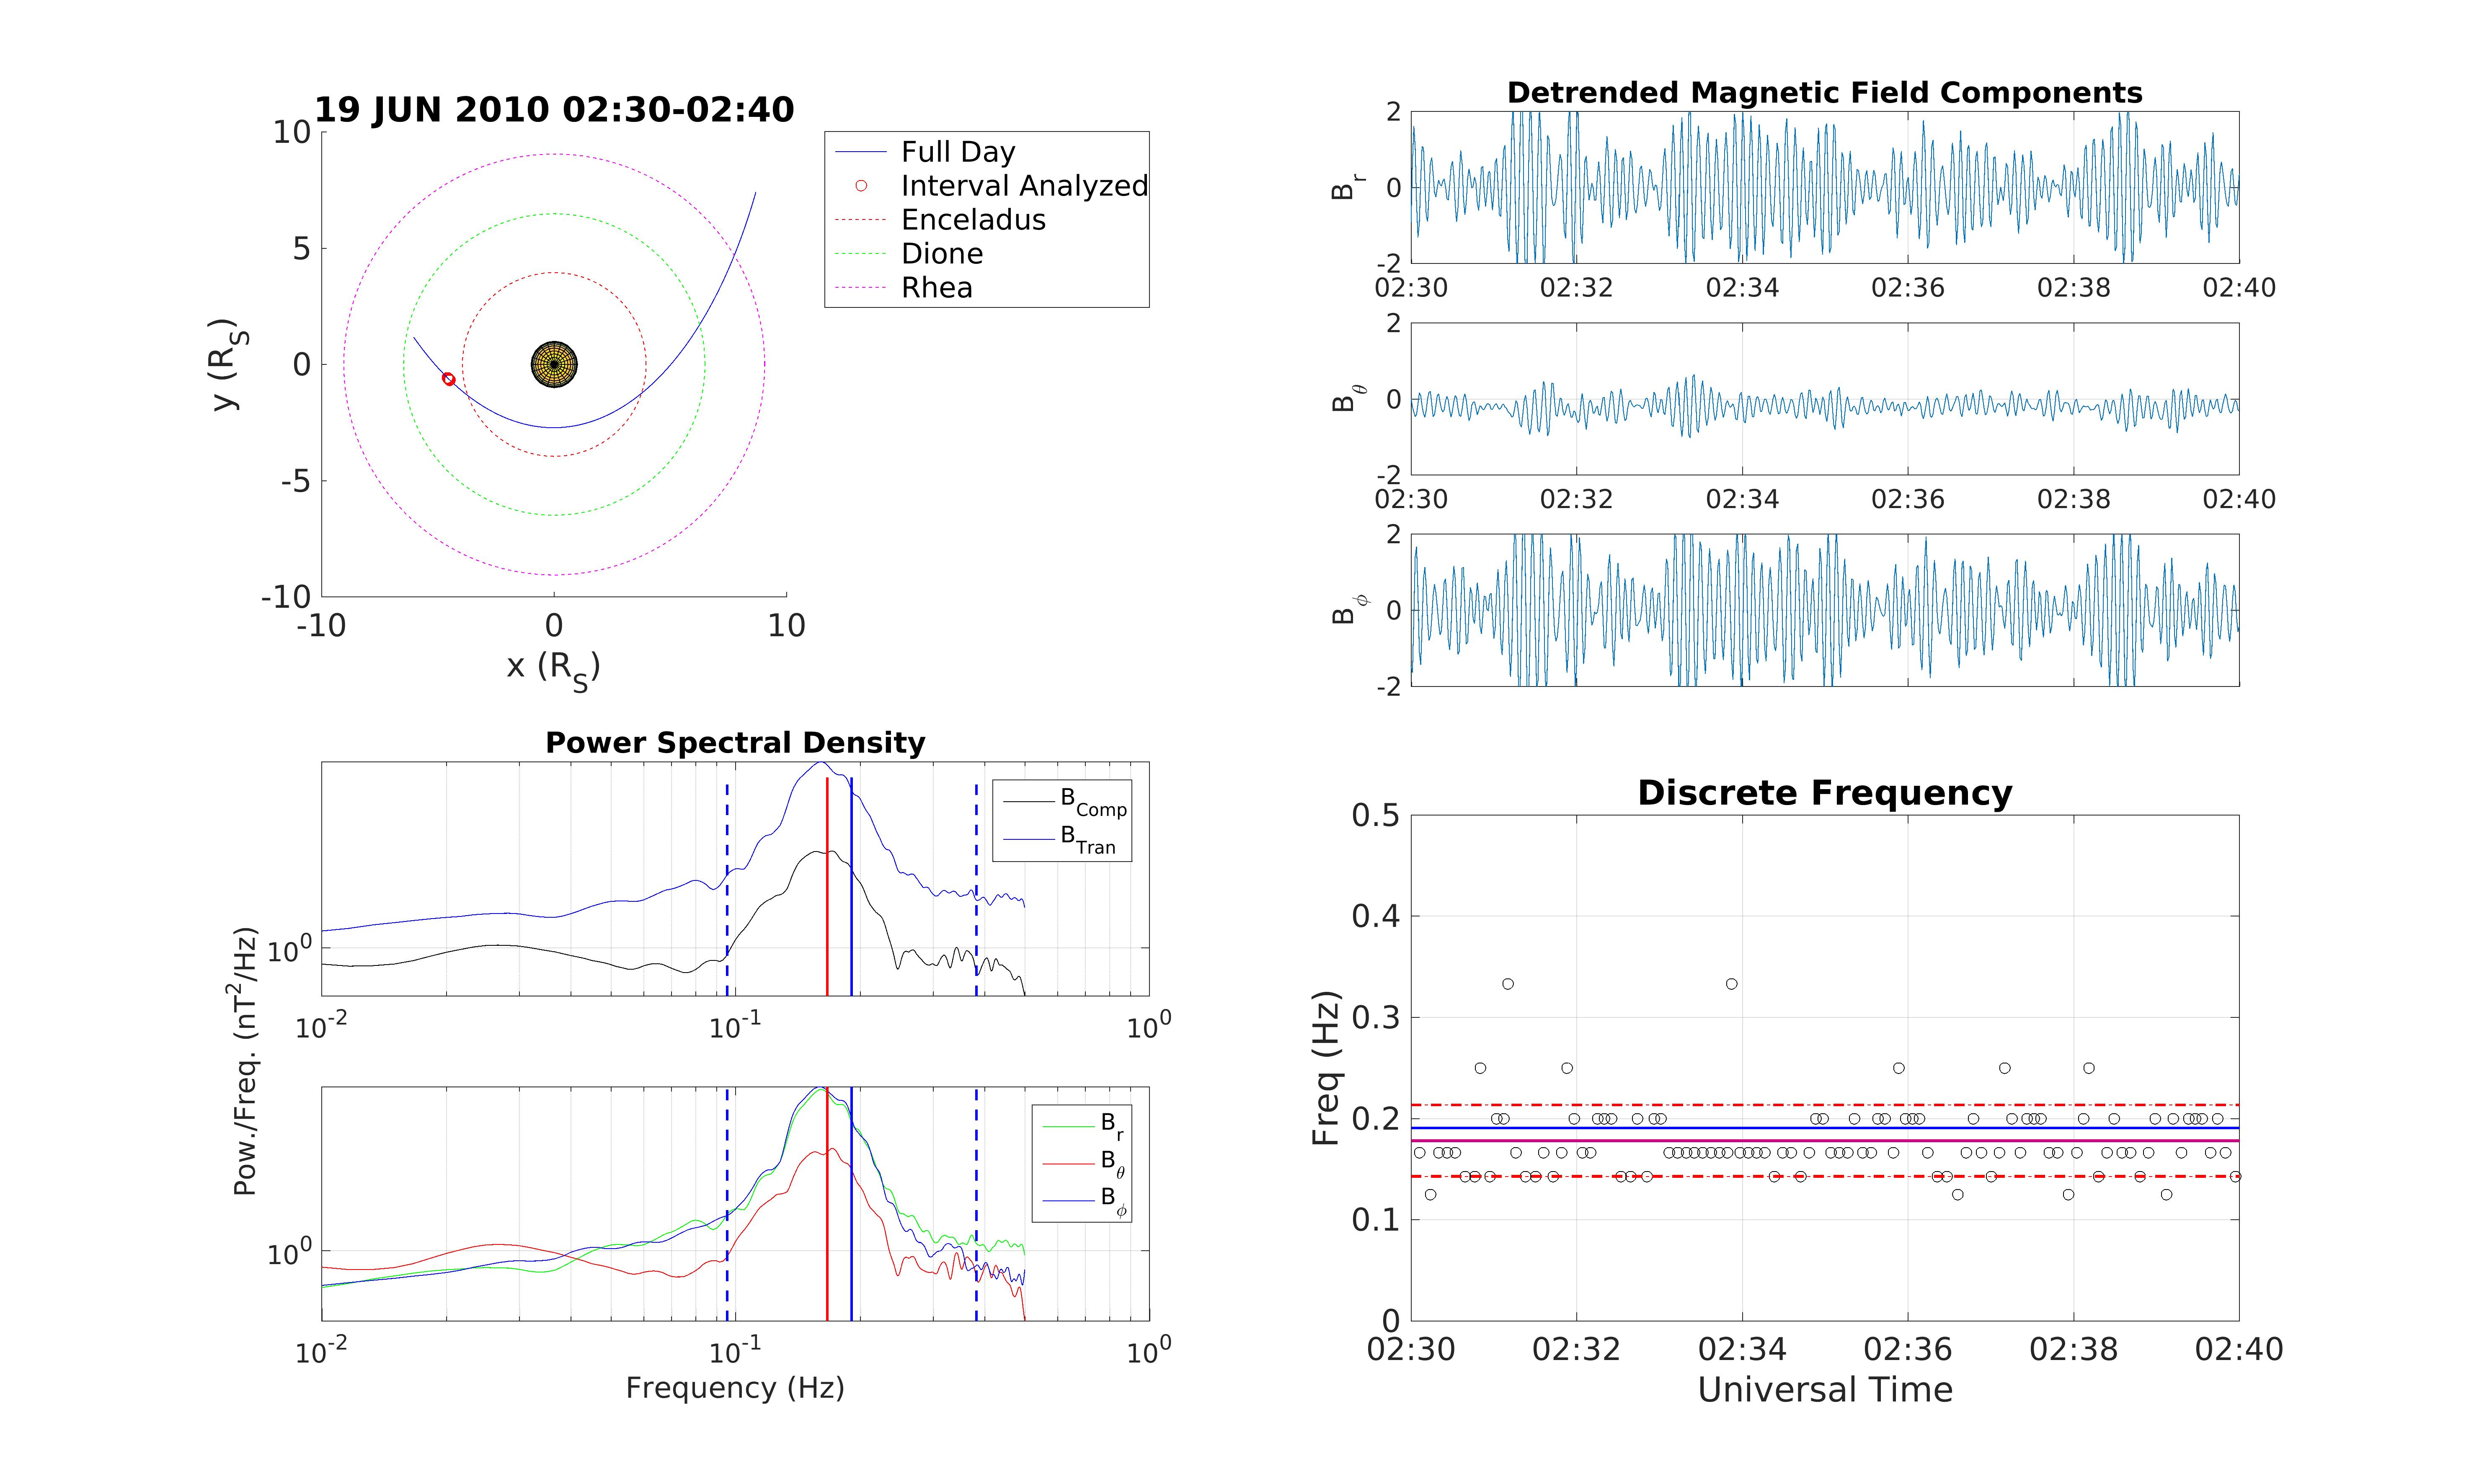 19 JUN 2010 02:30-02:40
10
5
0
-5
-10
y (R_S)
-10 0 10
x (R_S)
Full Day
Interval Analyzed
Enceladus
Dione
Rhea
Detrended Magnetic Field Components
2
0
-2
B_r
02:30 02:32 02:34 02:36 02:38 02:40
2
0
-2
B_θ
02:30 02:32 02:34 02:36 02:38 02:40
2
0
-2
B_ϕ
Power Spectral Density
B_Comp
B_Tran
10^0
10^-2 10^-1 10^0
Pow./Freq. (nT^2/Hz)
B_r
B_θ
B_ϕ
10^0
10^-2 10^-1 10^0
Frequency (Hz)
Discrete Frequency
0.5
0.4
0.3
0.2
0.1
0
Freq (Hz)
02:30 02:32 02:34 02:36 02:38 02:40
Universal Time